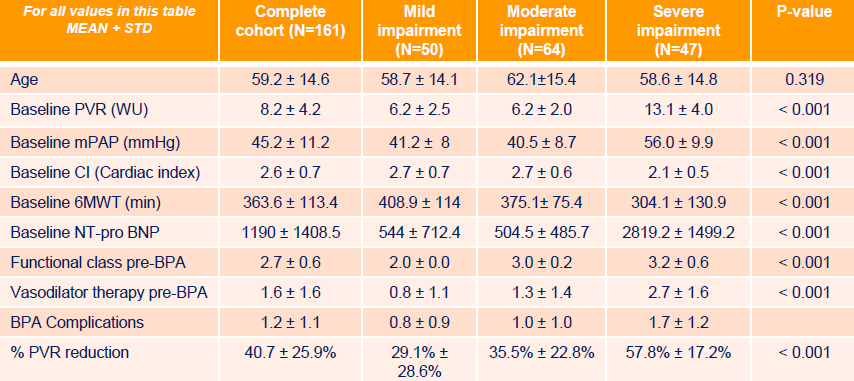 For all values in this table MEAN + STD | Complete cohort (N=161) | Mild impairment (N=50) | Moderate impairment (N=64) | Severe impairment (N=47) | P-value
Age | 59.2 ± 14.6 | 58.7 ± 14.1 | 62.1±15.4 | 58.6 ± 14.8 | 0.319
Baseline PVR (WU) | 8.2 ± 4.2 | 6.2 ± 2.5 | 6.2 ± 2.0 | 13.1 ± 4.0 | < 0.001
Baseline mPAP (mmHg) | 45.2 ± 11.2 | 41.2 ± 8 | 40.5 ± 8.7 | 56.0 ± 9.9 | < 0.001
Baseline CI (Cardiac index) | 2.6 ± 0.7 | 2.7 ± 0.7 | 2.7 ± 0.6 | 2.1 ± 0.5 | < 0.001
Baseline 6MWT (min) | 363.6 ± 113.4 | 408.9 ± 114 | 375.1± 75.4 | 304.1 ± 130.9 | < 0.001
Baseline NT-pro BNP | 1190 ± 1408.5 | 544 ± 712.4 | 504.5 ± 485.7 | 2819.2 ± 1499.2 | < 0.001
Functional class pre-BPA | 2.7 ± 0.6 | 2.0 ± 0.0 | 3.0 ± 0.2 | 3.2 ± 0.6 | < 0.001
Vasodilator therapy pre-BPA | 1.6 ± 1.6 | 0.8 ± 1.1 | 1.3 ± 1.4 | 2.7 ± 1.6 | < 0.001
BPA Complications | 1.2 ± 1.1 | 0.8 ± 0.9 | 1.0 ± 1.0 | 1.7 ± 1.2
% PVR reduction | 40.7 ± 25.9% | 29.1% ± 28.6% | 35.5% ± 22.8% | 57.8% ± 17.2% | < 0.001